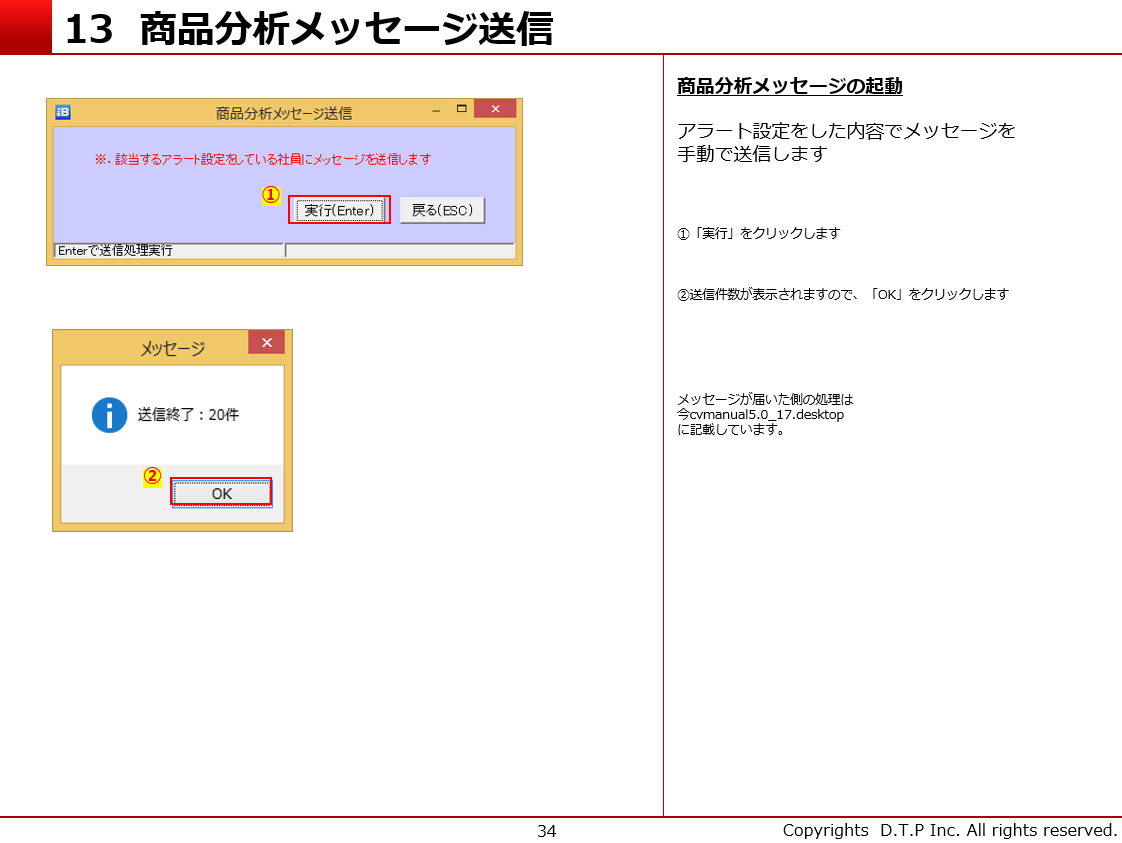 13 商品分析メッセージ送信
商品分析メッセージ送信
※．該当するアラート設定をしている社員にメッセージを送信します
①
実行(Enter) 戻る(ESC)
Enterで送信処理実行
メッセージ
送信終了：20件
②
OK
商品分析メッセージの起動
アラート設定をした内容でメッセージを
手動で送信します
①「実行」をクリックします
②送信件数が表示されますので、「OK」をクリックします
メッセージが届いた側の処理は
今cvmanual5.0_17.desktop
に記載しています。
34
Copyrights D.T.P Inc. All rights reserved.